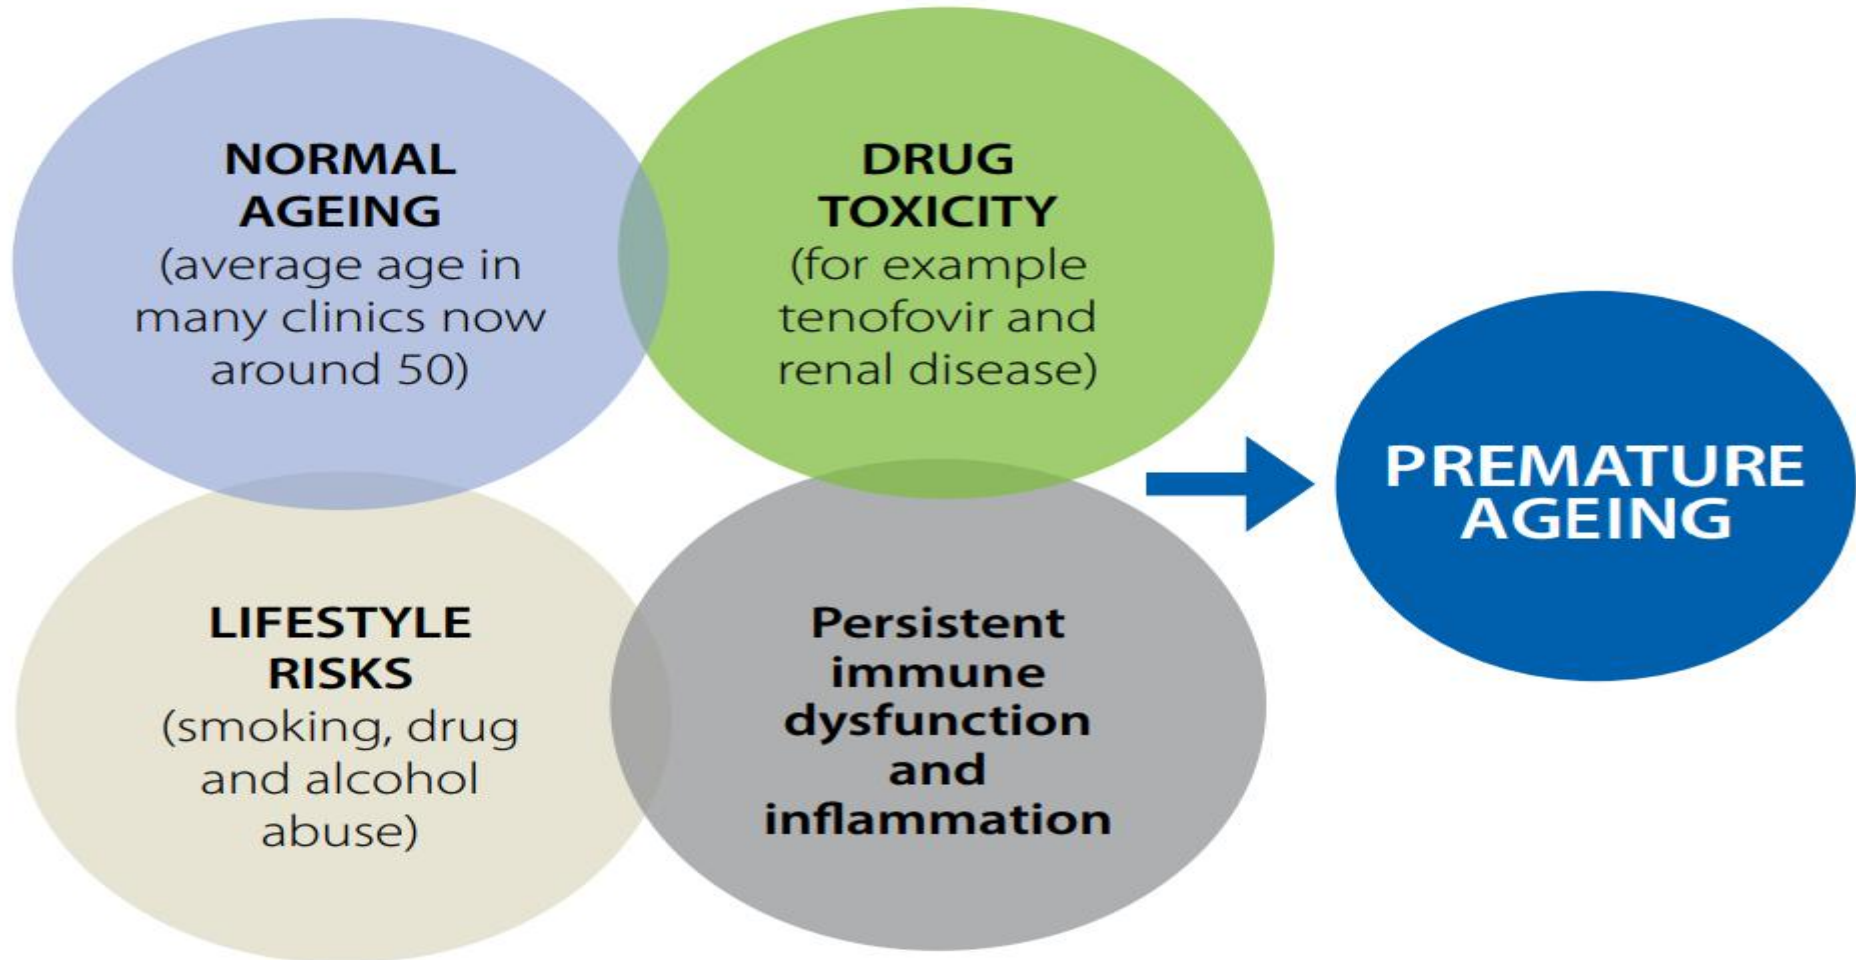 NORMAL
AGEING
(average age in
many clinics now
around 50)
DRUG
TOXICITY
(for example
tenofovir and
renal disease)
LIFESTYLE
RISKS
(smoking, drug
and alcohol
abuse)
Persistent
immune
dysfunction
and
inflammation
PREMATURE
AGEING